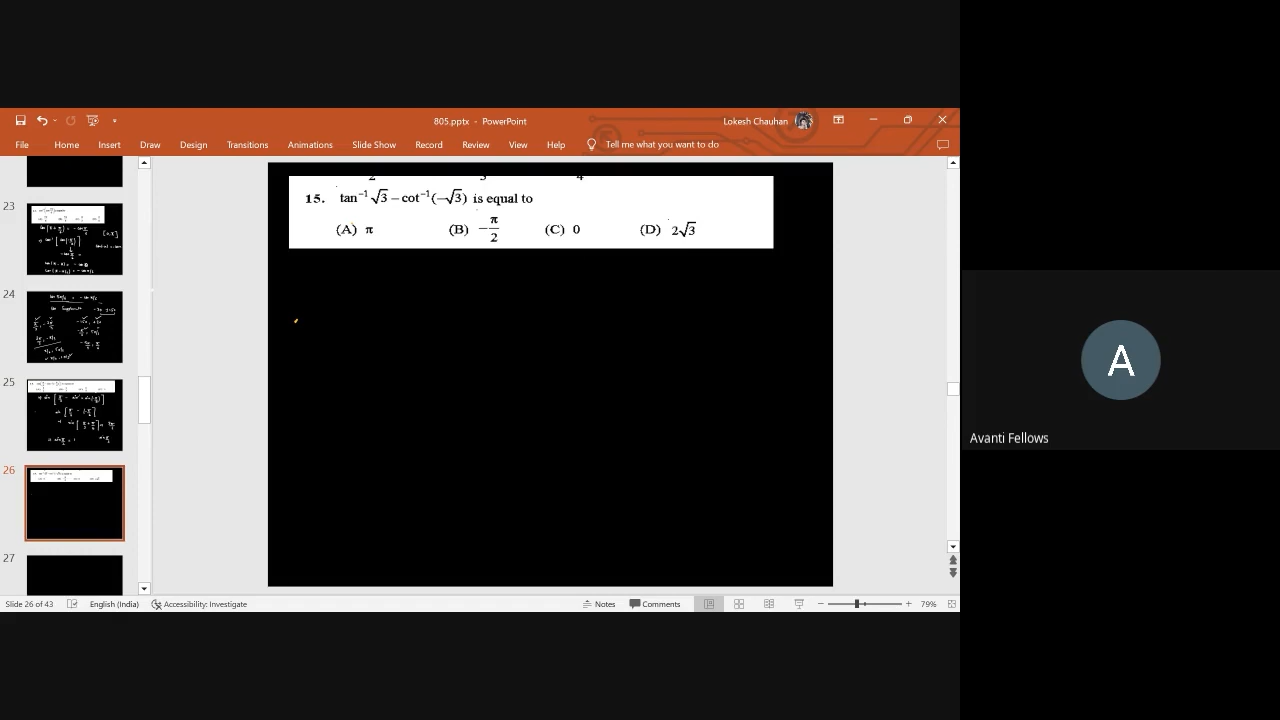 805.pptx - PowerPoint
Lokesh Chauhan
File Home Insert Draw Design Transitions Animations Slide Show Record Review View Help Tell me what you want to do
15. tan⁻¹ √3 – cot⁻¹ (–√3) is equal to
(A) π (B) –π/2 (C) 0 (D) 2√3
23
24
25
26
27
Avanti Fellows
A
Slide 26 of 43 English (India) Accessibility: Investigate Notes Comments 79%